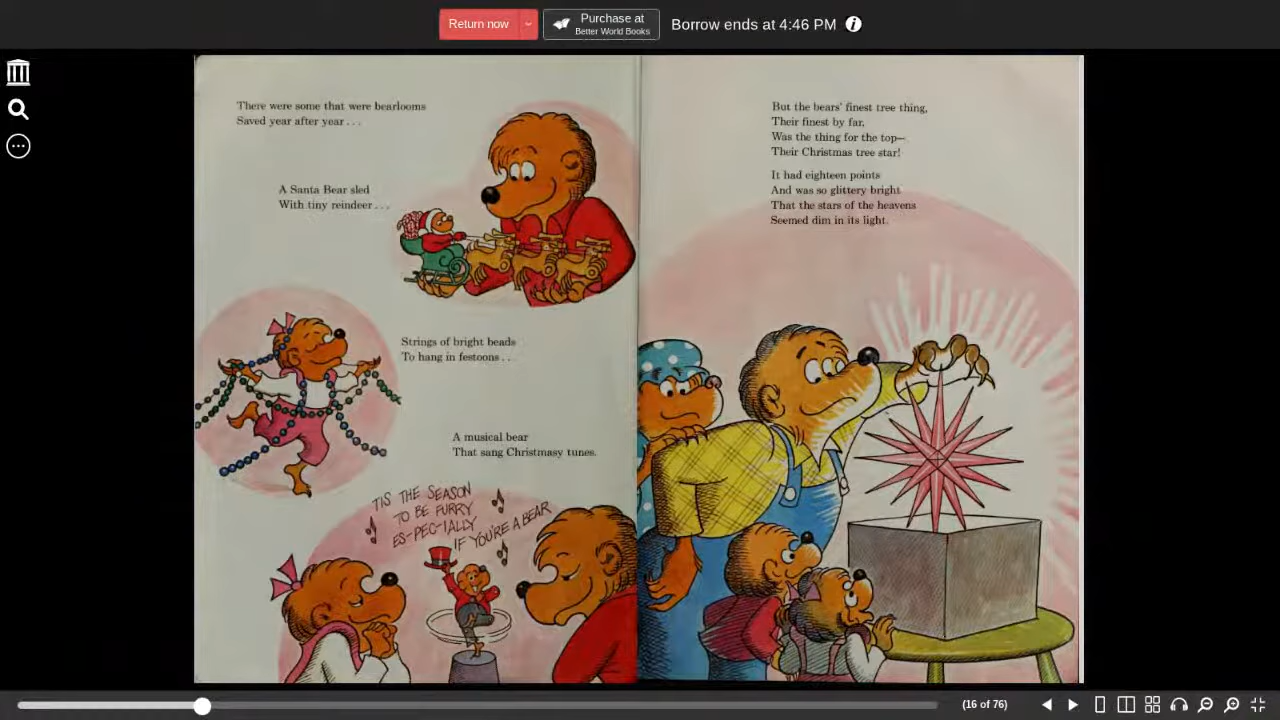 Return now
Purchase at
Better World Books
Borrow ends at 4:46 PM
There were some that were bearlooms
Saved year after year . . .
A Santa Bear sled
With tiny reindeer . . .
Strings of bright beads
To hang in festoons . . .
A musical bear
That sang Christmasy tunes.
'TIS THE SEASON
TO BE FURRY
ES-PEC-IALLY
IF YOU'RE A BEAR
But the bears' finest tree thing,
Their finest by far,
Was the thing for the top—
Their Christmas tree star!
It had eighteen points
And was so glittery bright
That the stars of the heavens
Seemed dim in its light.
(16 of 76)